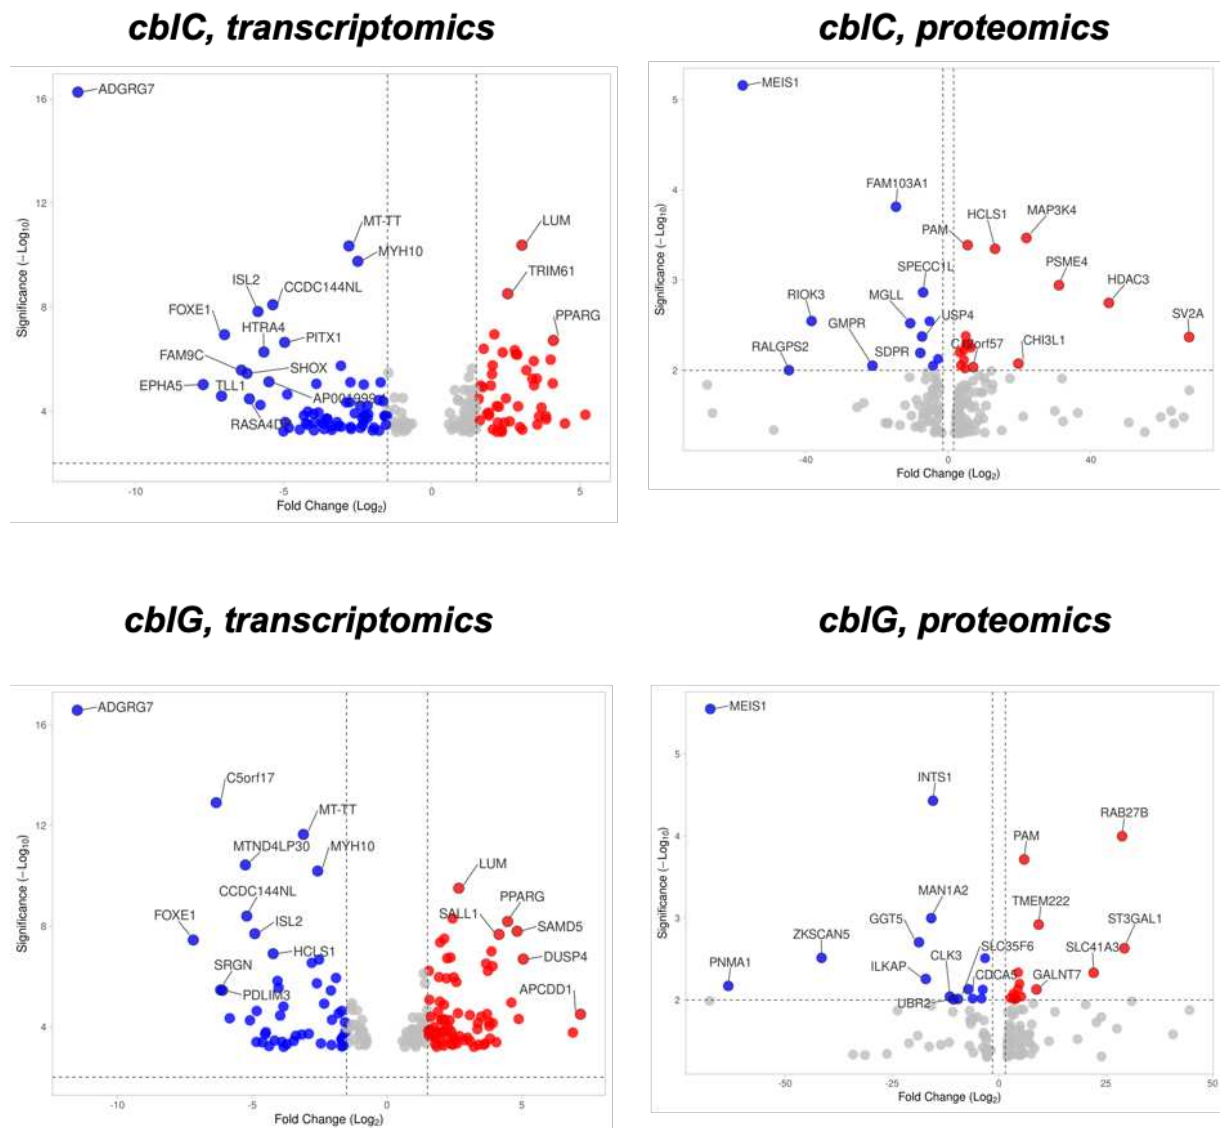 cblC, transcriptomics
cblC, proteomics
ADGRG7
MT-TT
LUM
MYH10
TRIM61
ISL2
CCDC144NL
FOXE1
HTRA4
PITX1
PPARG
FAM9C
SHOX
EPHA5
TLL1
RASA4D
16
12
8
4
-10
-5
0
5
Significance (−Log10)
Fold Change (Log2)
MEIS1
FAM103A1
HCLS1
MAP3K4
PAM
SPECC1L
PSME4
HDAC3
RIOK3
MGLL
USP4
SV2A
GMPR
SDPR
CHI3L1
RALGPS2
5
4
3
2
-40
0
40
Significance (−Log10)
Fold Change (Log2)
cblG, transcriptomics
cblG, proteomics
ADGRG7
C5orf17
MT-TT
MTND4LP30
MYH10
LUM
CCDC144NL
PPARG
FOXE1
ISL2
SALL1
SAMD5
HCLS1
DUSP4
SRGN
PDLIM3
APCDD1
16
12
8
4
-10
-5
0
5
Significance (−Log10)
Fold Change (Log2)
MEIS1
INTS1
RAB27B
PAM
MAN1A2
TMEM222
GGT5
ST3GAL1
ZKSCAN5
CLK3
SLC35F6
SLC41A3
PNMA1
ILKAP
CDCA5
GALNT7
UBR2
5
4
3
2
-50
-25
0
25
50
Significance (−Log10)
Fold Change (Log2)